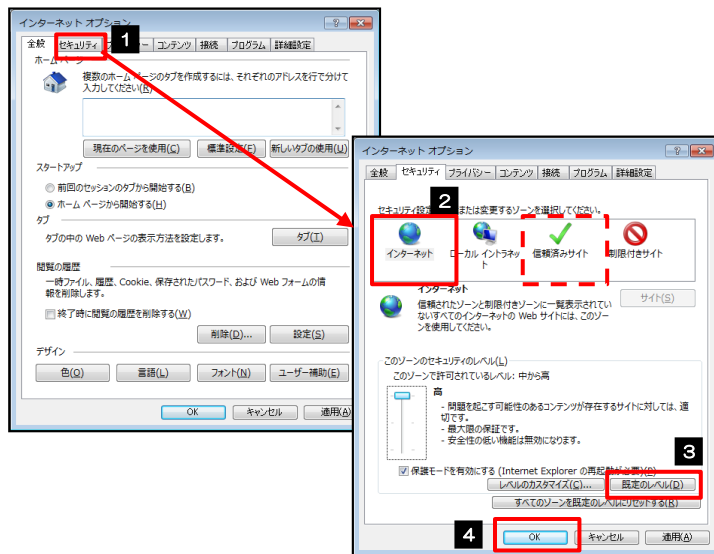 インターネット オプション
1
全般 セキュリティ コンテンツ 接続 プログラム 詳細設定
ホーム ページ
複数のホーム ページのタブを作成するには、それぞれのアドレスを行で分けて
入力してください(R)
現在のページを使用(C) 標準設定(F) 新しいタブの使用(U)
スタートアップ
前回のセッションのタブから開始する(B)
ホーム ページから開始する(H)
タブ
タブの中の Web ページの表示方法を設定します。 タブ(T)
閲覧の履歴
一時ファイル、履歴、Cookie、保存されたパスワード、および Web フォームの情
報を削除します。
終了時に閲覧の履歴を削除する(W)
削除(D)... 設定(S)
デザイン
色(O) 言語(L) フォント(N) ユーザー補助(E)
OK キャンセル 適用(A)
インターネット オプション
全般 セキュリティ プライバシー コンテンツ 接続 プログラム 詳細設定
2
セキュリティ設定 または変更するゾーンを選択してください。
インターネット ローカル イントラネッ
ト 信頼済みサイト 制限付きサイト
インターネット
信頼されたゾーンと制限付きゾーンに一覧表示されてい
ないすべてのインターネットの Web サイトには、このゾー
ンを使用してください。
サイト(S)
このゾーンのセキュリティのレベル(L)
このゾーンで許可されているレベル: 中から高
高
- 問題を起こす可能性のあるコンテンツが存在するサイトに対しては、適
切です。
- 最大限の保証です。
- 安全性の低い機能は無効になります。
3
保護モードを有効にする (Internet Explorer の再起動が必要)(P)
レベルのカスタマイズ(C)... 既定のレベル(D)
すべてのゾーンを既定のレベルにリセットする(R)
4
OK キャンセル 適用(A)